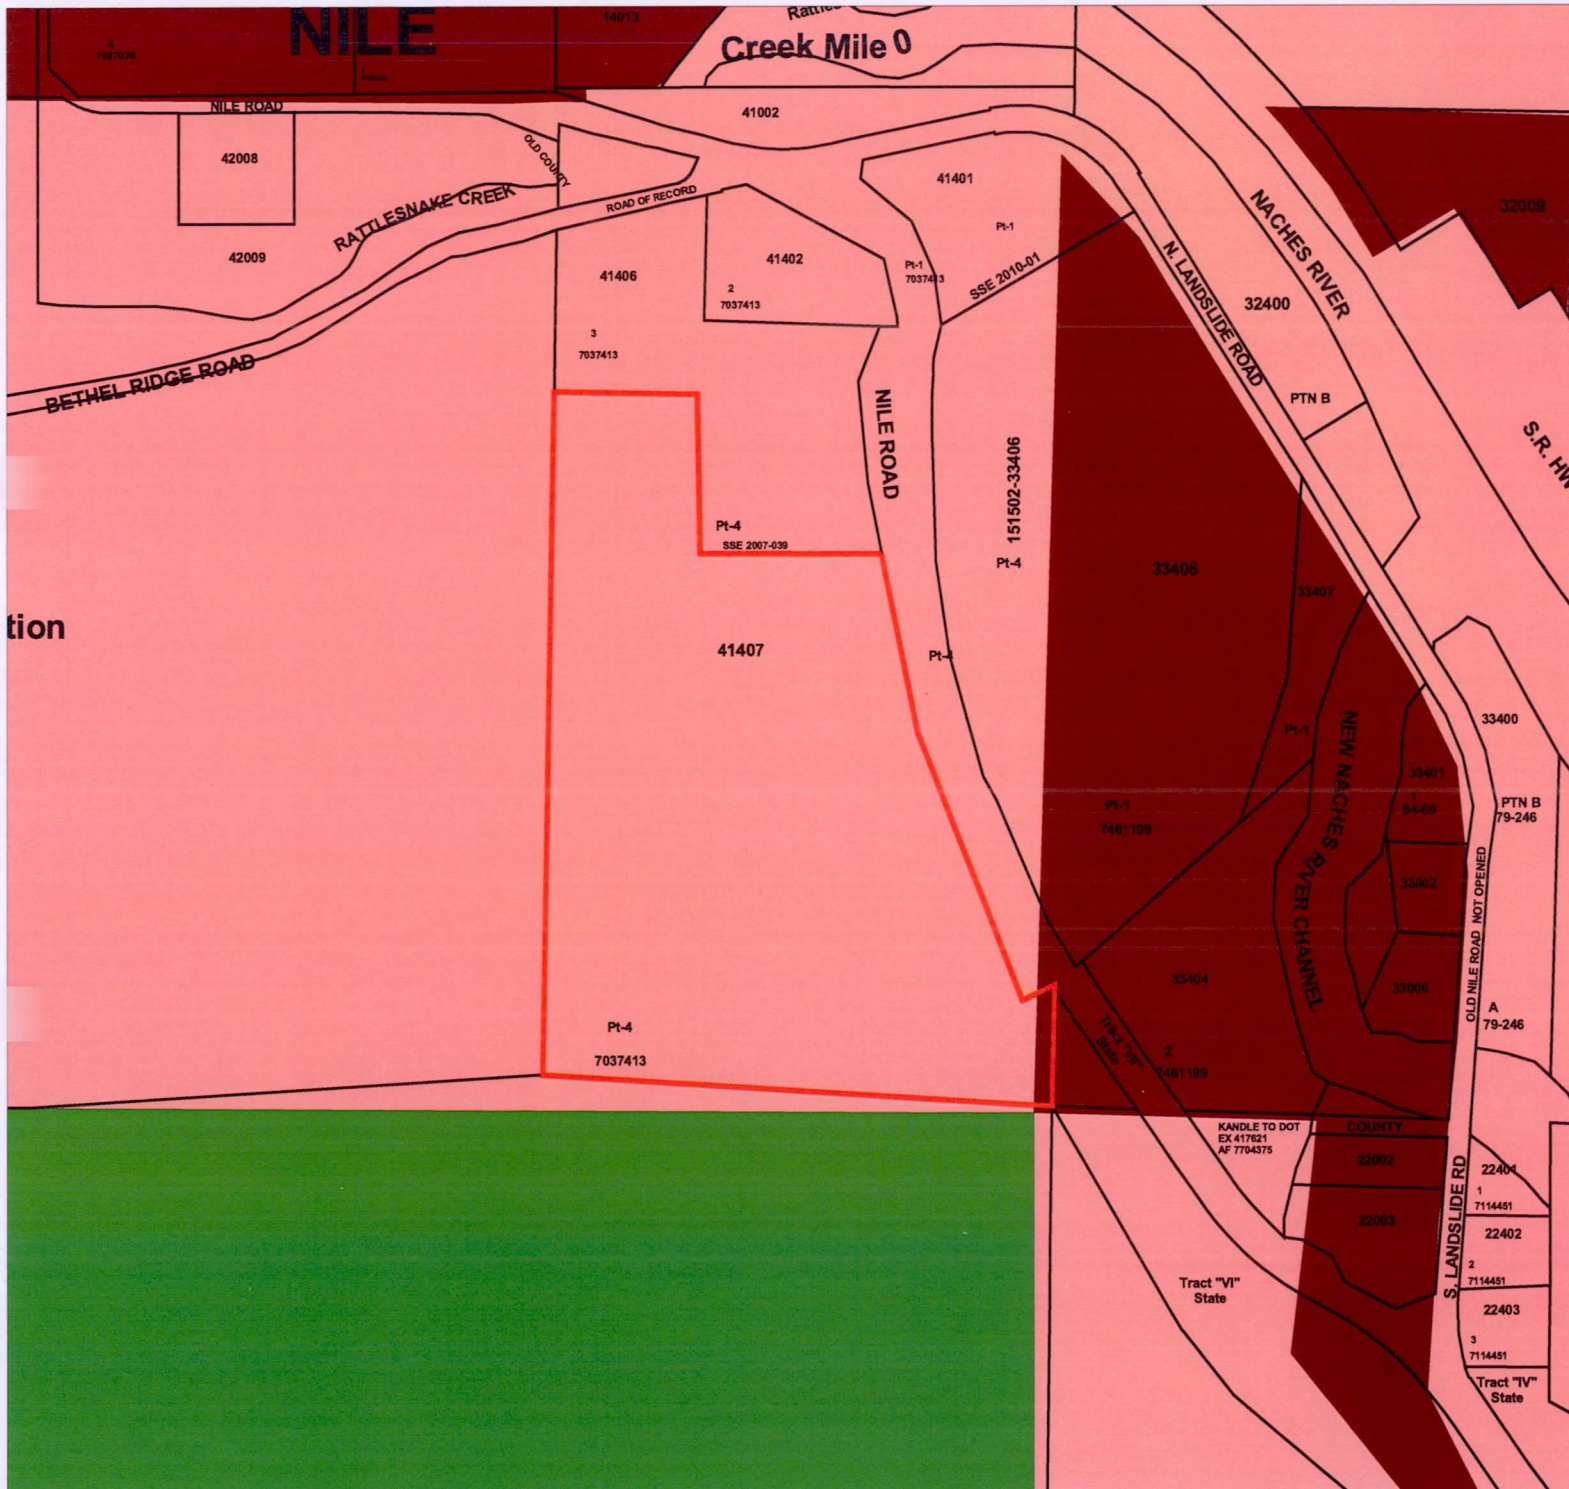 NILE
14013
4
7097036
Creek Mile 0
NILE ROAD
41002
42008
OLD COUNTY
41401
RATTLESNAKE CREEK
ROAD OF RECORD
NACHES RIVER
32009
Pt-1
42009
41406
41402
Pt-1
7037413
SSE 2010-01
N. LANDSLIDE ROAD
32400
2
7037413
3
7037413
BETHEL RIDGE ROAD
NILE ROAD
PTN B
151502-33406
Pt-4
SSE 2007-039
Pt-4
33406
33407
tion
41407
Pt-4
33400
Pt-1
NEW NACHES RIVER CHANNEL
33401
Pt-1
7461199
PTN B
79-246
33002
OLD NILE ROAD NOT OPENED
33404
33006
A
79-246
Pt-4
7037413
Tract "VII"
State
2
7461199
KANDLE TO DOT
EX 417621
AF 7704375
COUNTY
22002
22401
1
7114451
22003
22402
S. LANDSLIDE RD
2
7114451
Tract "VI"
State
22403
3
7114451
Tract "IV"
State